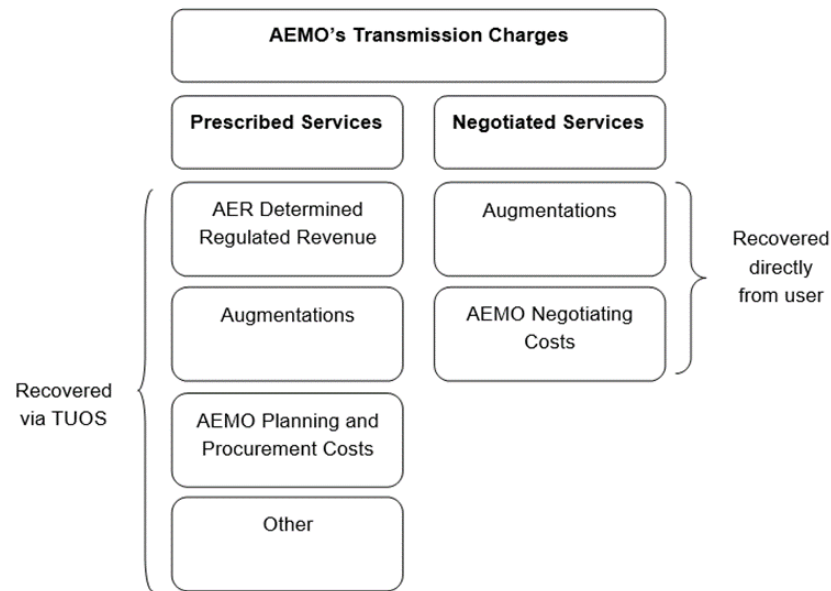 AEMO's Transmission Charges
Prescribed Services
Negotiated Services
AER Determined
Regulated Revenue
Augmentations
AEMO Planning and
Procurement Costs
Other
Augmentations
AEMO Negotiating
Costs
Recovered
via TUOS
Recovered
directly
from user